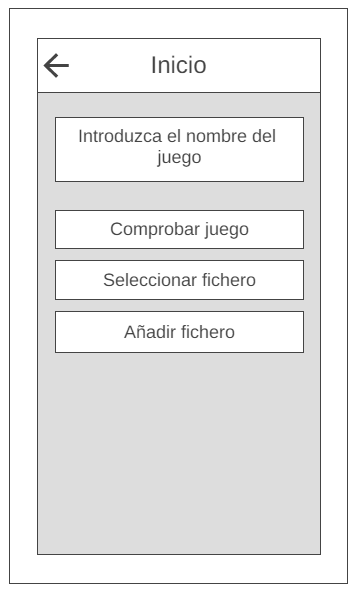 Inicio
Introduzca el nombre del
juego
Comprobar juego
Seleccionar fichero
Añadir fichero